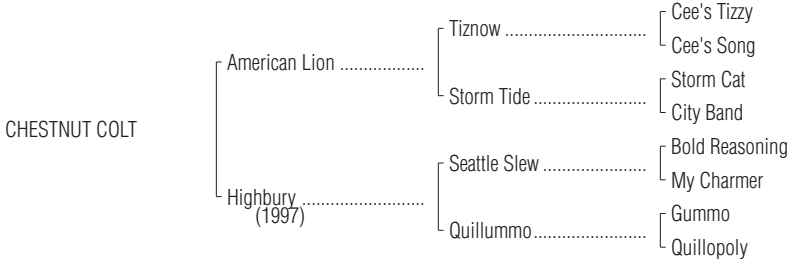 Cee's Tizzy
Tiznow ................................
Cee's Song
American Lion ...................
Storm Cat
Storm Tide .........................
City Band
CHESTNUT COLT
Bold Reasoning
Seattle Slew .......................
My Charmer
Highbury ...........................
(1997)
Gummo
Quillummo.........................
Quillopoly